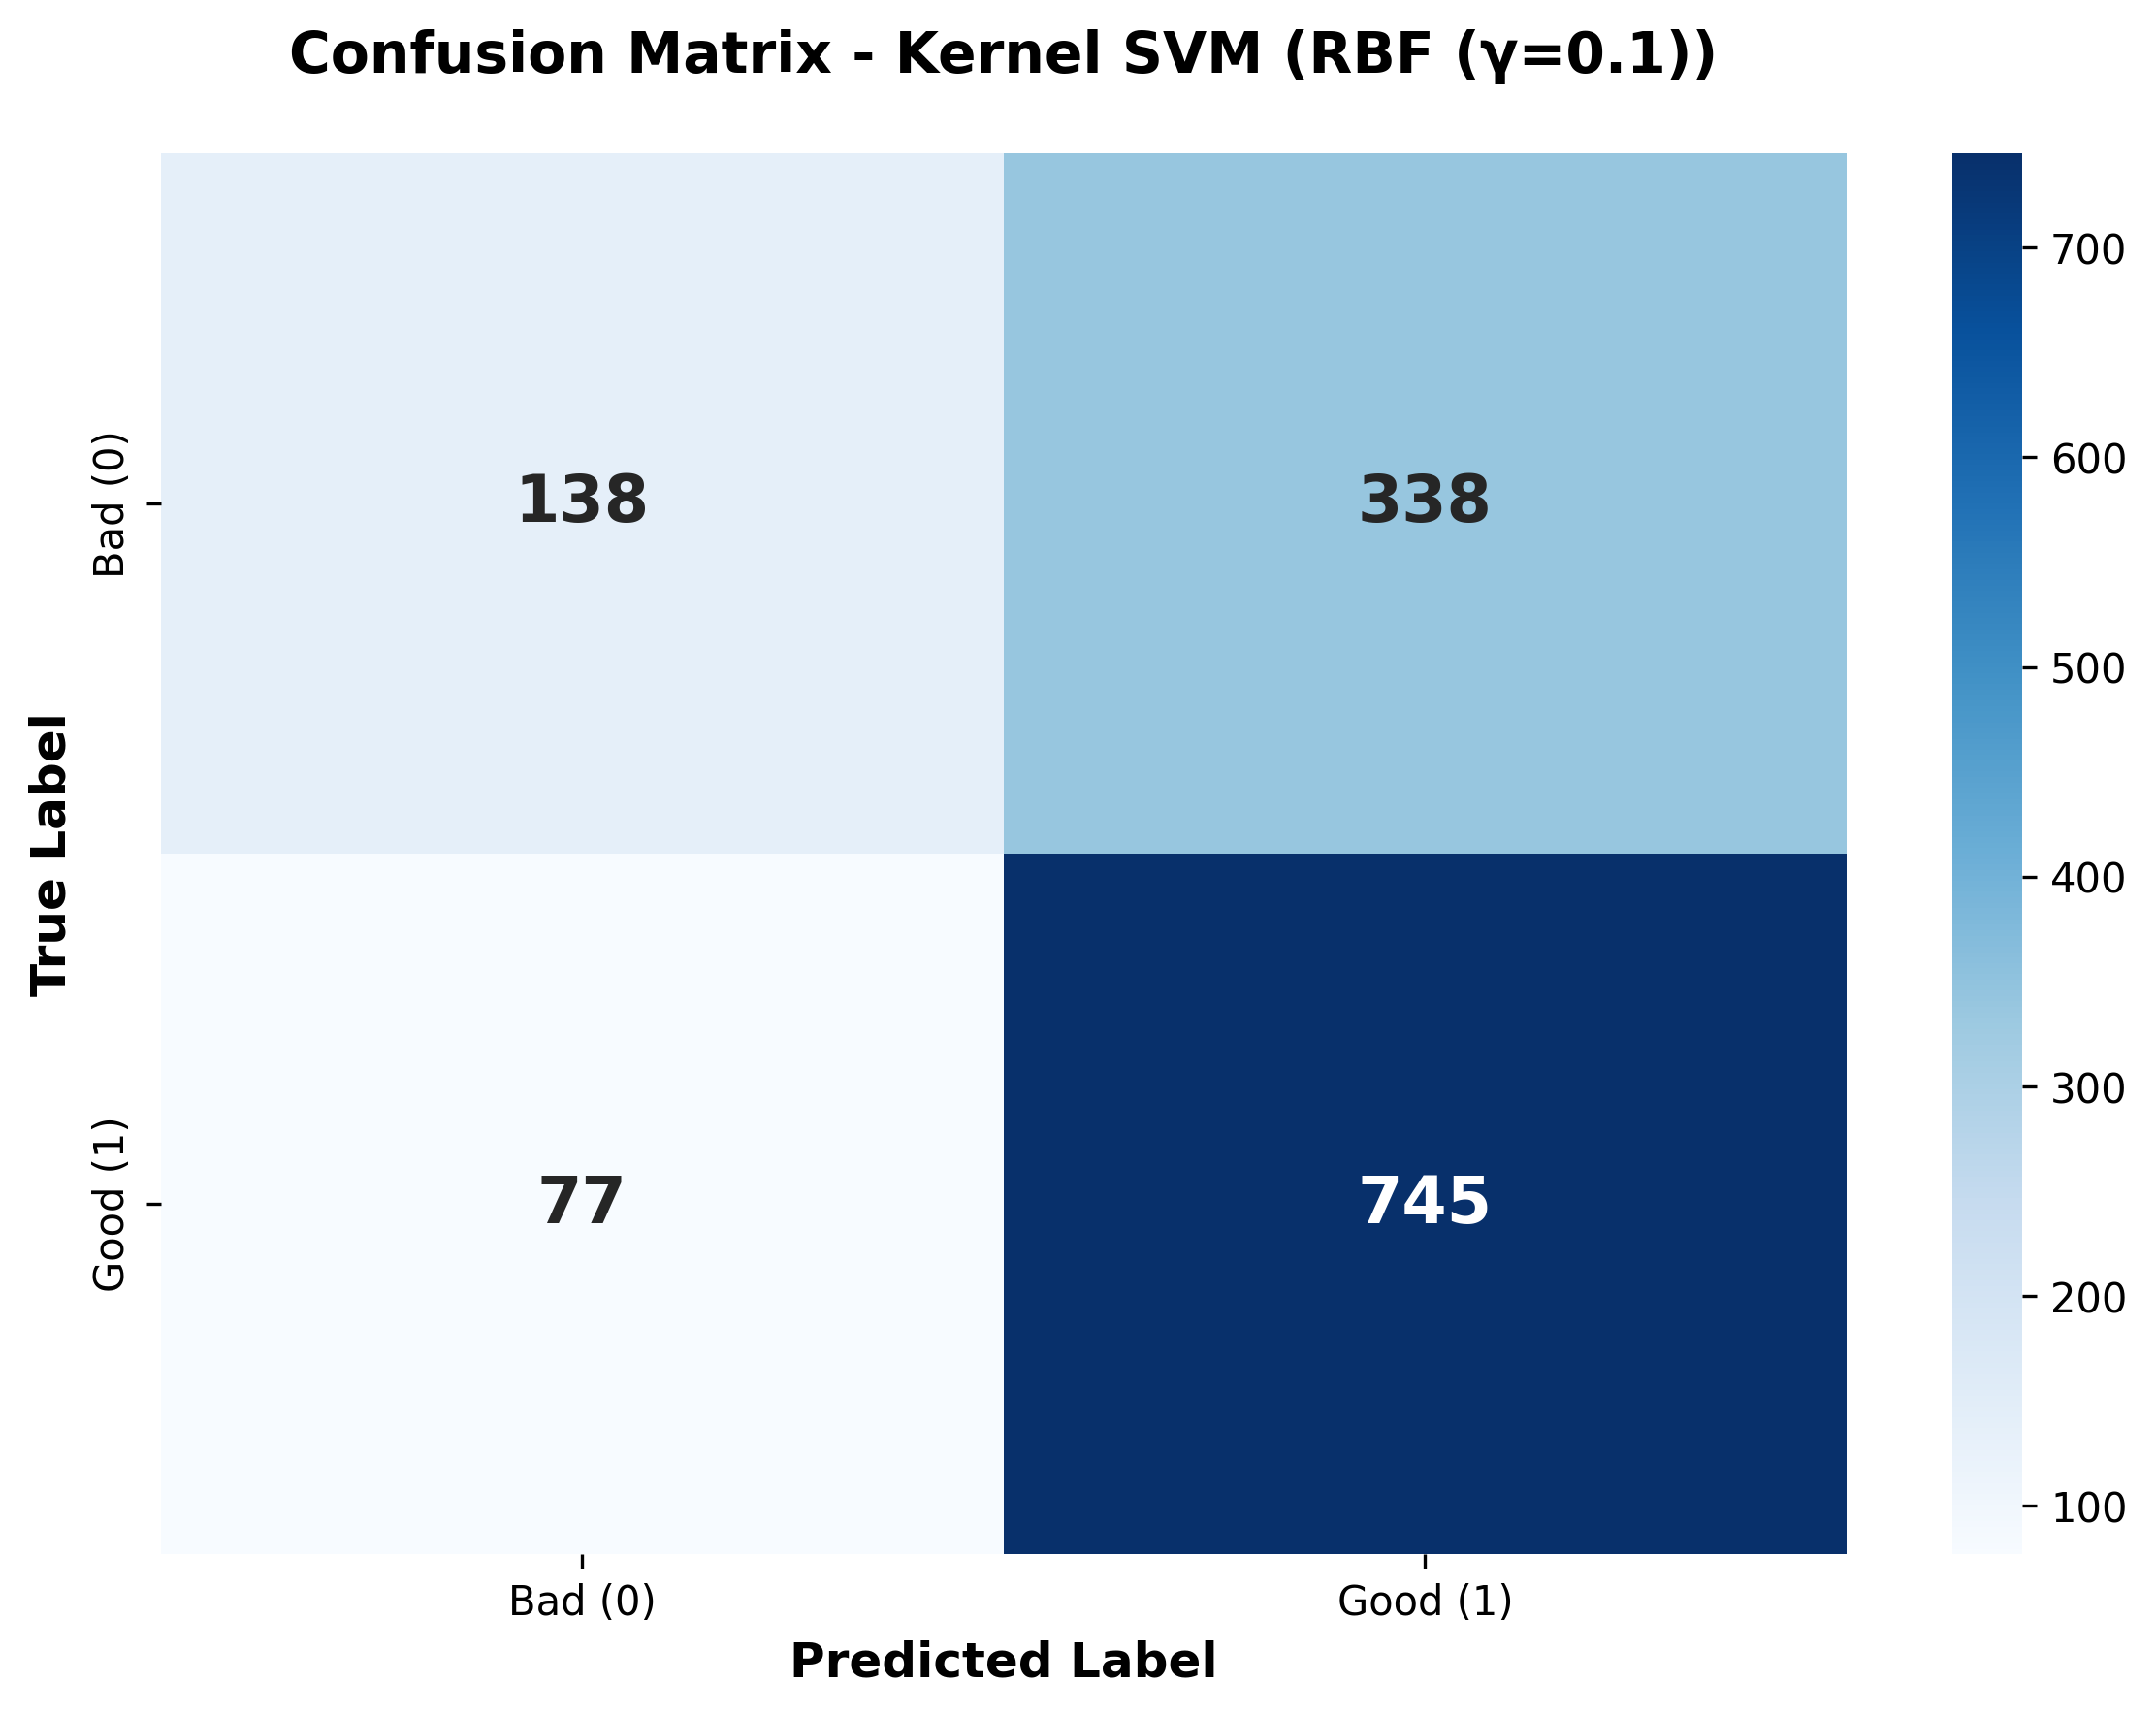 Confusion Matrix - Kernel SVM (RBF (γ=0.1))
True Label
Bad (0)
138
338
Good (1)
77
745
Bad (0)
Good (1)
Predicted Label
700
600
500
400
300
200
100